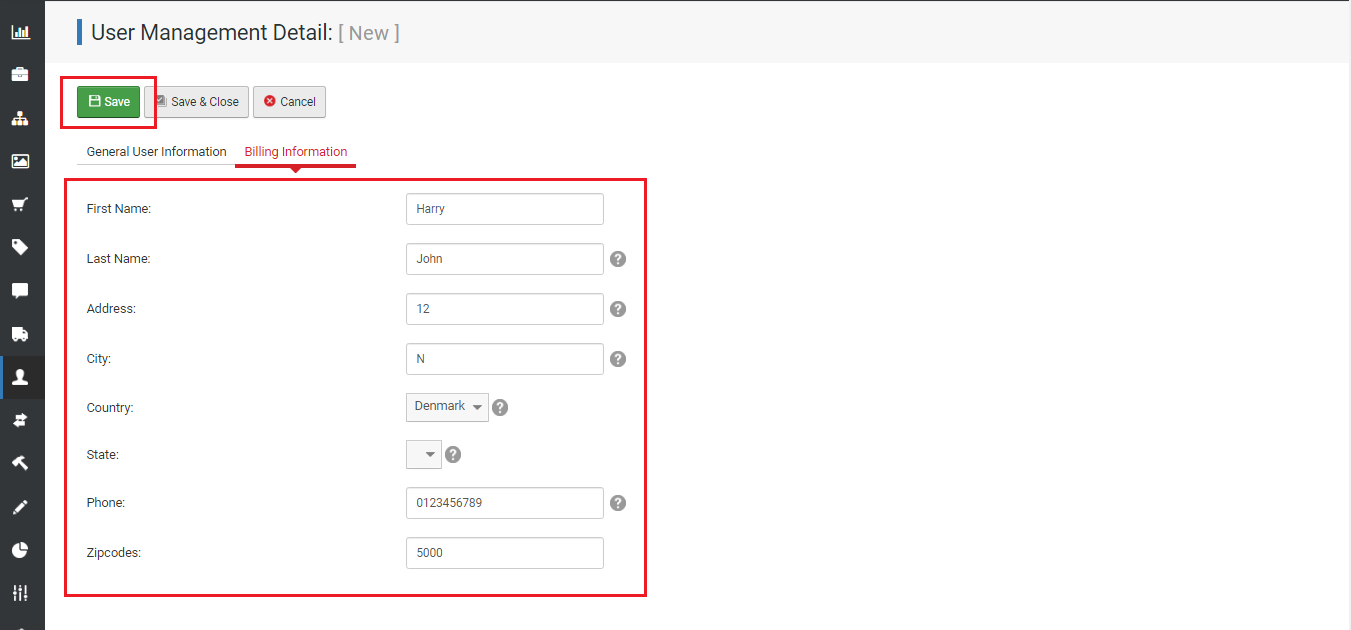 User Management Detail: [ New ]
Save Save & Close Cancel
General User Information Billing Information
First Name: Harry
Last Name: John ?
Address: 12 ?
City: N ?
Country: Denmark ?
State: ?
Phone: 0123456789 ?
Zipcodes: 5000